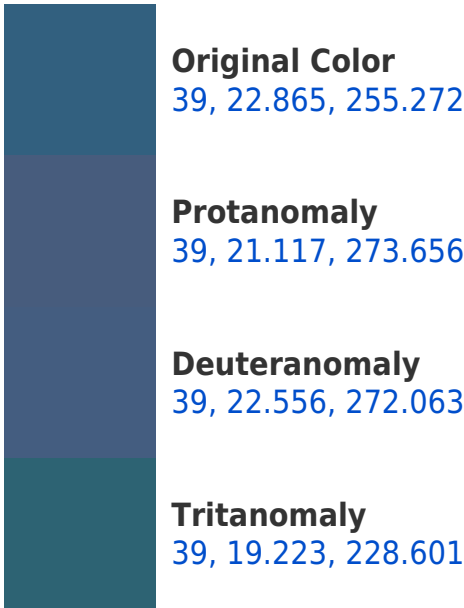 Original Color
39, 22.865, 255.272
Protanomaly
39, 21.117, 273.656
Deuteranomaly
39, 22.556, 272.063
Tritanomaly
39, 19.223, 228.601